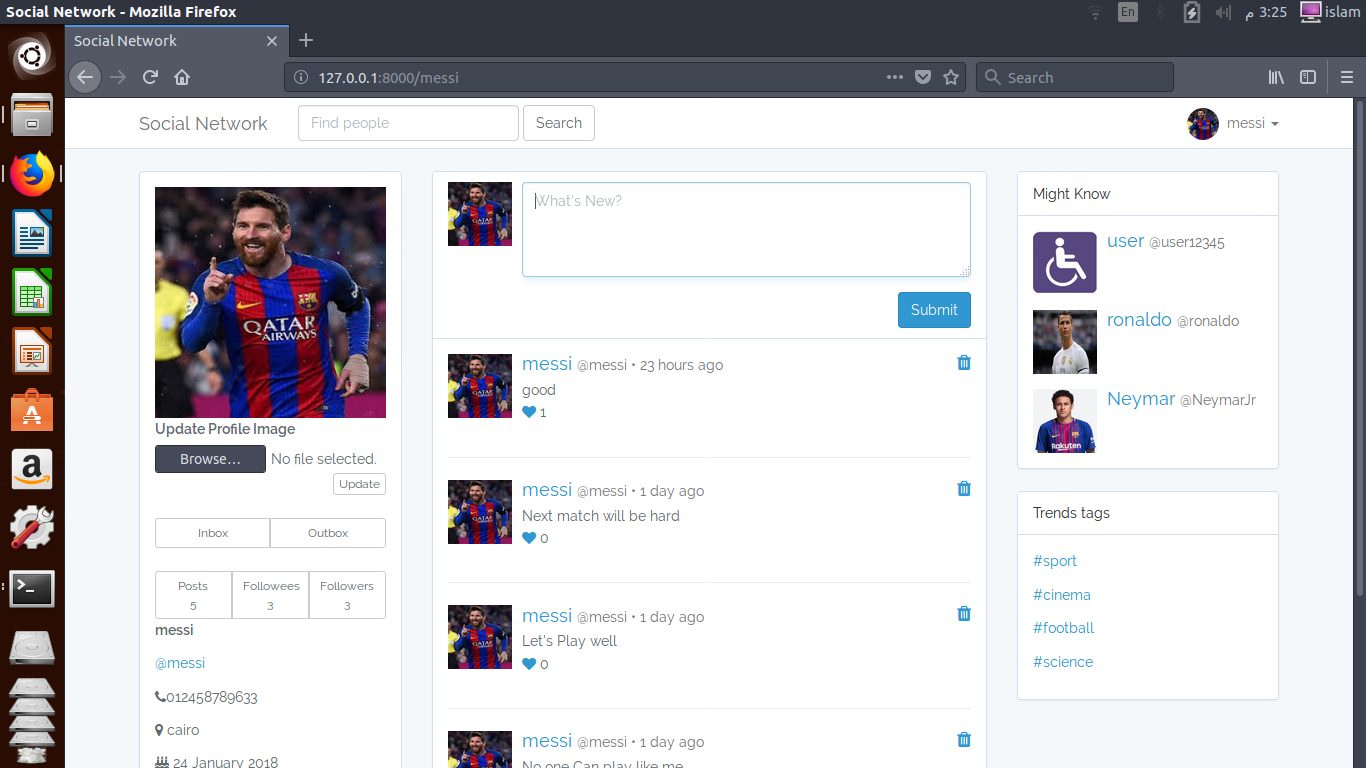 Social Network - Mozilla Firefox
En
3:25 م
islam
Social Network
127.0.0.1:8000/messi
Search
Social Network
Find people
Search
messi
QATAR
AIRWAYS
Update Profile Image
Browse...
No file selected.
Update
Inbox
Outbox
Posts
5
Followees
3
Followers
3
messi
@messi
012458789633
cairo
24 January 2018
What's New?
Submit
messi @messi • 23 hours ago
good
1
messi @messi • 1 day ago
Next match will be hard
0
messi @messi • 1 day ago
Let's Play well
0
messi @messi • 1 day ago
No one Can play like me
Might Know
user @user12345
ronaldo @ronaldo
Neymar @NeymarJr
Rakuten
Trends tags
#sport
#cinema
#football
#science